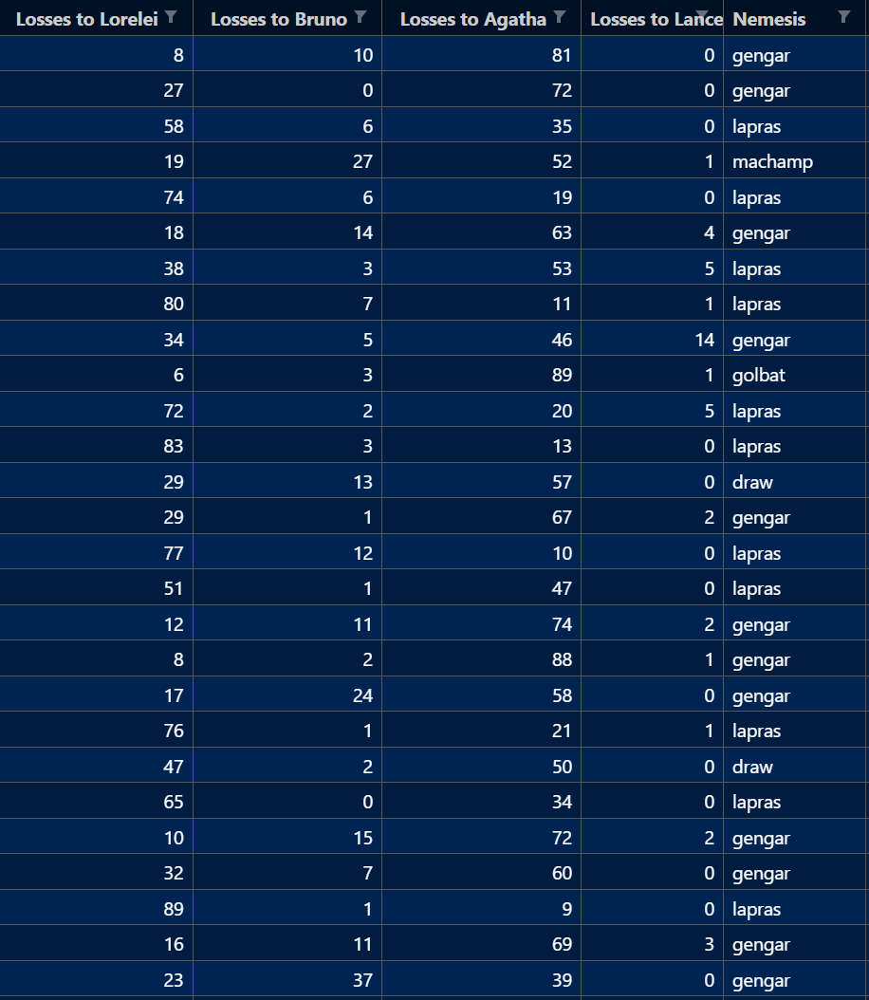 Losses to Lorelei Losses to Bruno Losses to Agatha Losses to Lance Nemesis
8 10 81 0 gengar
27 0 72 0 gengar
58 6 35 0 lapras
19 27 52 1 machamp
74 6 19 0 lapras
18 14 63 4 gengar
38 3 53 5 lapras
80 7 11 1 lapras
34 5 46 14 gengar
6 3 89 1 golbat
72 2 20 5 lapras
83 3 13 0 lapras
29 13 57 0 draw
29 1 67 2 gengar
77 12 10 0 lapras
51 1 47 0 lapras
12 11 74 2 gengar
8 2 88 1 gengar
17 24 58 0 gengar
76 1 21 1 lapras
47 2 50 0 draw
65 0 34 0 lapras
10 15 72 2 gengar
32 7 60 0 gengar
89 1 9 0 lapras
16 11 69 3 gengar
23 37 39 0 gengar